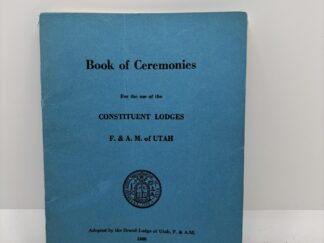 Book of Ceremonies
For the use of the
CONSTITUENT LODGES
F. & A. M. of UTAH
Adopted by the Grand Lodge of Utah, F. & A.M.